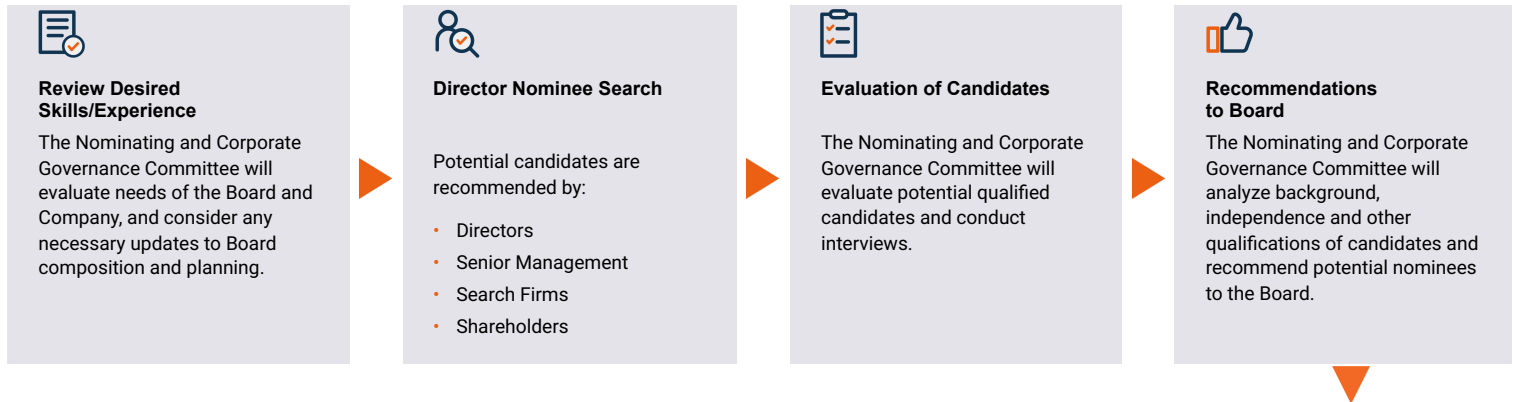 Review Desired
Skills/Experience
The Nominating and Corporate
Governance Committee will
evaluate needs of the Board and
Company, and consider any
necessary updates to Board
composition and planning.
Director Nominee Search
Potential candidates are
recommended by:
• Directors
• Senior Management
• Search Firms
• Shareholders
Evaluation of Candidates
The Nominating and Corporate
Governance Committee will
evaluate potential qualified
candidates and conduct
interviews.
Recommendations
to Board
The Nominating and Corporate
Governance Committee will
analyze background,
independence and other
qualifications of candidates and
recommend potential nominees
to the Board.